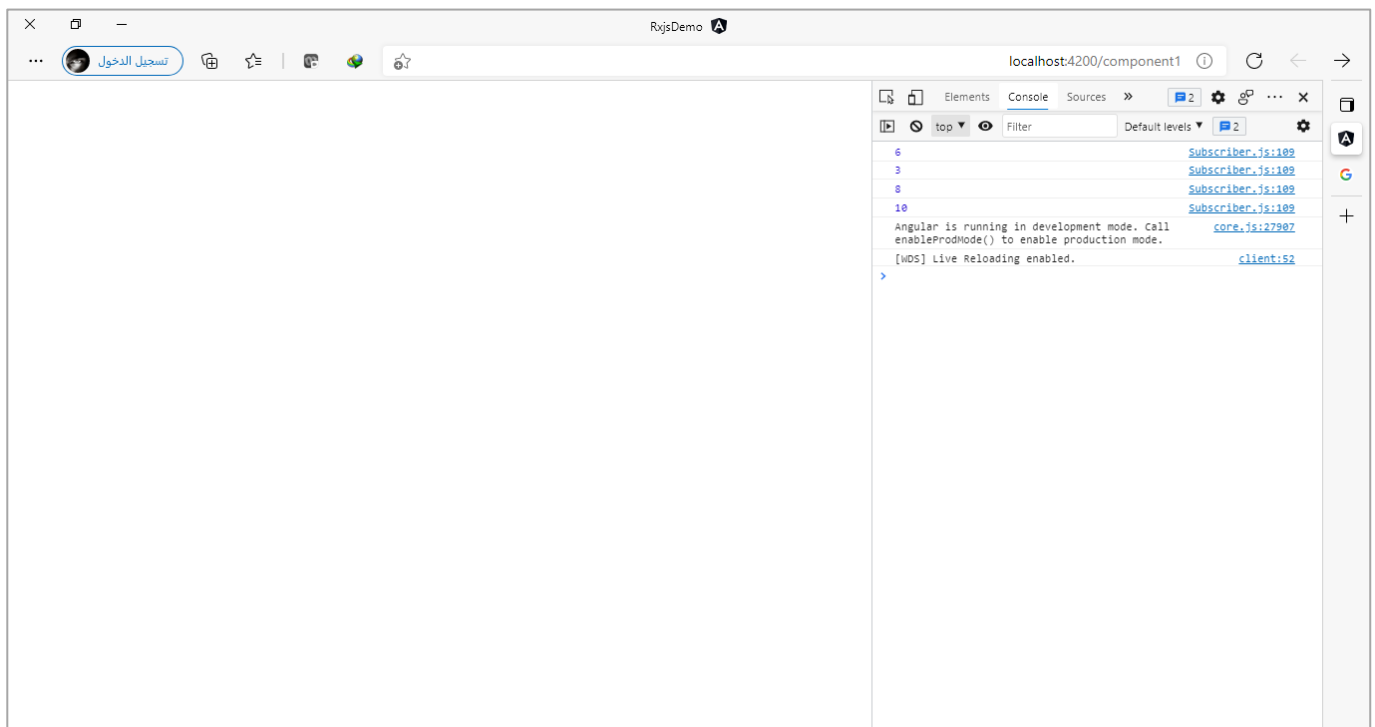 RxjsDemo
تسجيل الدخول
localhost:4200/component1
Elements Console Sources » 2
top ▼ Filter Default levels ▼ 2
6 Subscriber.js:109
3 Subscriber.js:109
8 Subscriber.js:109
10 Subscriber.js:109
Angular is running in development mode. Call core.js:27907
enableProdMode() to enable production mode.
[WDS] Live Reloading enabled. client:52
>